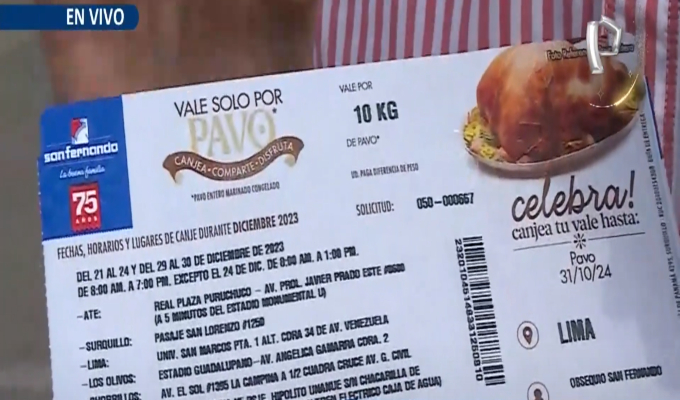 EN VIVO
P
san fernando
La buena familia
75
AÑOS
VALE SOLO POR
PAVO*
CANJEA • COMPARTE • DISFRUTA
*PAVO ENTERO MARINADO CONGELADO
VALE POR
10 KG
DE PAVO*
UD. PAGA DIFERENCIA DE PESO
SOLICITUD: 050-000667
celebra!
canjea tu vale hasta:
Pavo
31/10/24
LIMA
OBSEQUIO SAN FERNANDO
FECHAS, HORARIOS Y LUGARES DE CANJE DURANTE DICIEMBRE 2023
DEL 21 AL 24 Y DEL 29 AL 30 DE DICIEMBRE DE 2023
DE 8:00 AM. A 7:00 PM. EXCEPTO EL 24 DE DIC. DE 8:00 AM. A 1:00 PM.
-ATE: REAL PLAZA PURUCHUCO - AV. PROL. JAVIER PRADO ESTE
(A 5 MINUTOS DEL ESTADIO MONUMENTAL U)
-SURQUILLO: PASAJE SAN LORENZO #1250
-LIMA: UNIV. SAN MARCOS PTA. 1 ALT. CDRA 34 DE AV. VENEZUELA
-LOS OLIVOS: ESTADIO GUADALUPANO - AV. ANGELICA GAMARRA CDRA. 2
AV. EL SOL #1395 LA CAMPINA A 1/2 CUADRA CRUCE AV. G. CIVIL
HIPOLITO UNANUE S/N CHACARILLA DE